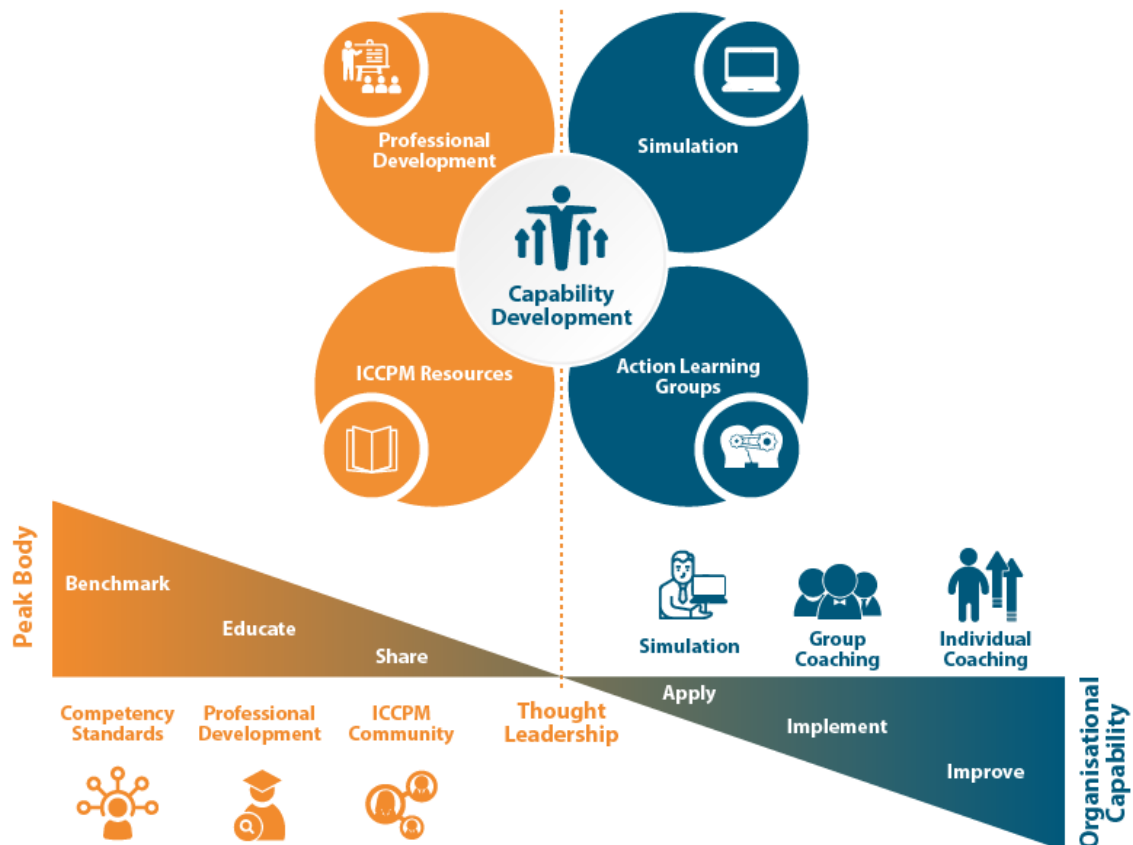 Professional
Development
Simulation
Capability
Development
ICCPM Resources
Action Learning
Groups
Peak Body
Benchmark
Educate
Share
Simulation
Group
Coaching
Individual
Coaching
Competency
Standards
Professional
Development
ICCPM
Community
Thought
Leadership
Apply
Implement
Improve
Organisational
Capability